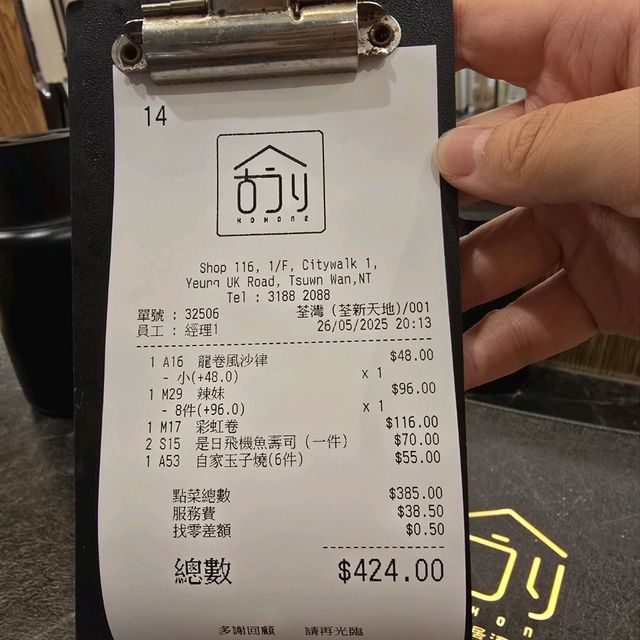 14
HONONE
Shop 116, 1/F, Citywalk 1,
Yeung UK Road, Tsuwn Wan,NT
Tel : 3188 2088
單號 : 32506 荃灣 (荃新天地)/001
員工 : 經理1 26/05/2025 20:13
1 A16 龍卷風沙律 $48.00
- 小(+48.0) x 1
1 M29 辣妹 $96.00
- 8件(+96.0) x 1
1 M17 彩虹卷 $116.00
2 S15 是日飛機魚壽司 (一件) $70.00
1 A53 自家玉子燒(6件) $55.00
點菜總數 $385.00
服務費 $38.50
找零差額 $0.50
總數 $424.00
多謝回顧 請再光臨